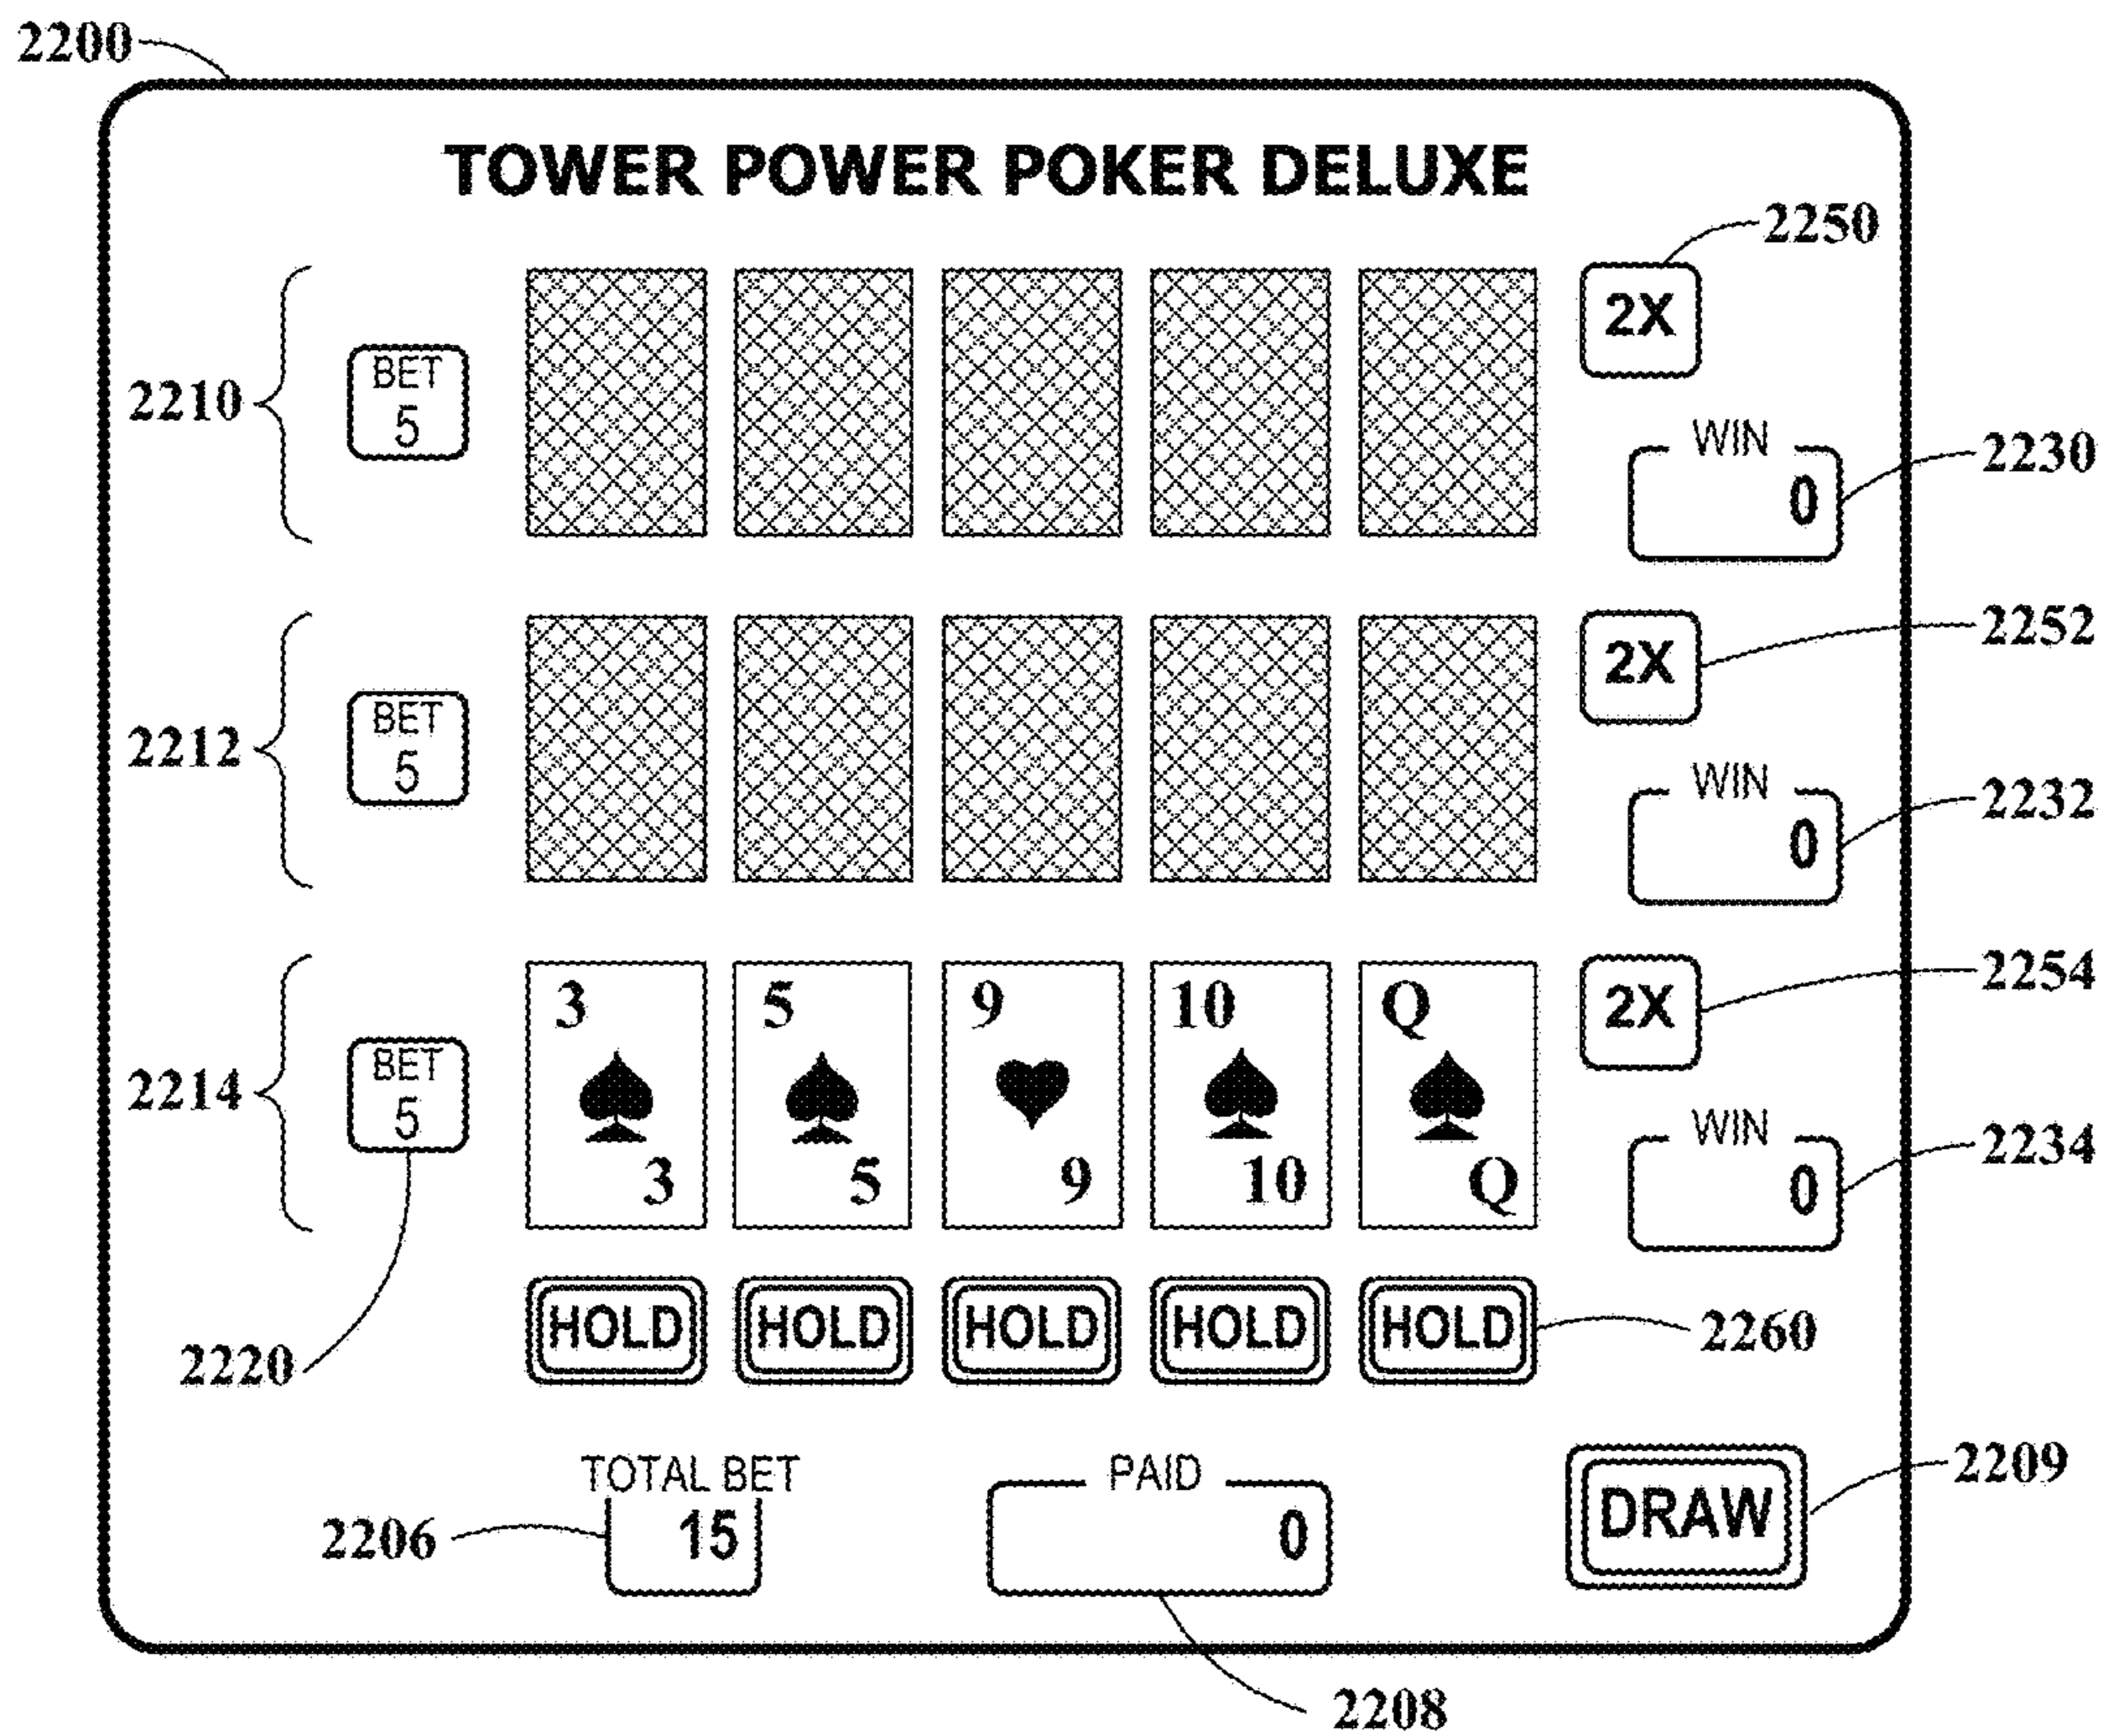 2200
TOWER POWER POKER DELUXE
2250
2X
2210
BET
5
WIN
0
2230
2252
2X
2212
BET
5
WIN
0
2232
2254
2X
2214
BET
5
3 5 9 10 Q
3 5 9 10 Q
WIN
0
2234
2220
HOLD HOLD HOLD HOLD HOLD
2260
TOTAL BET
15
2206
PAID
0
DRAW
2209
2208